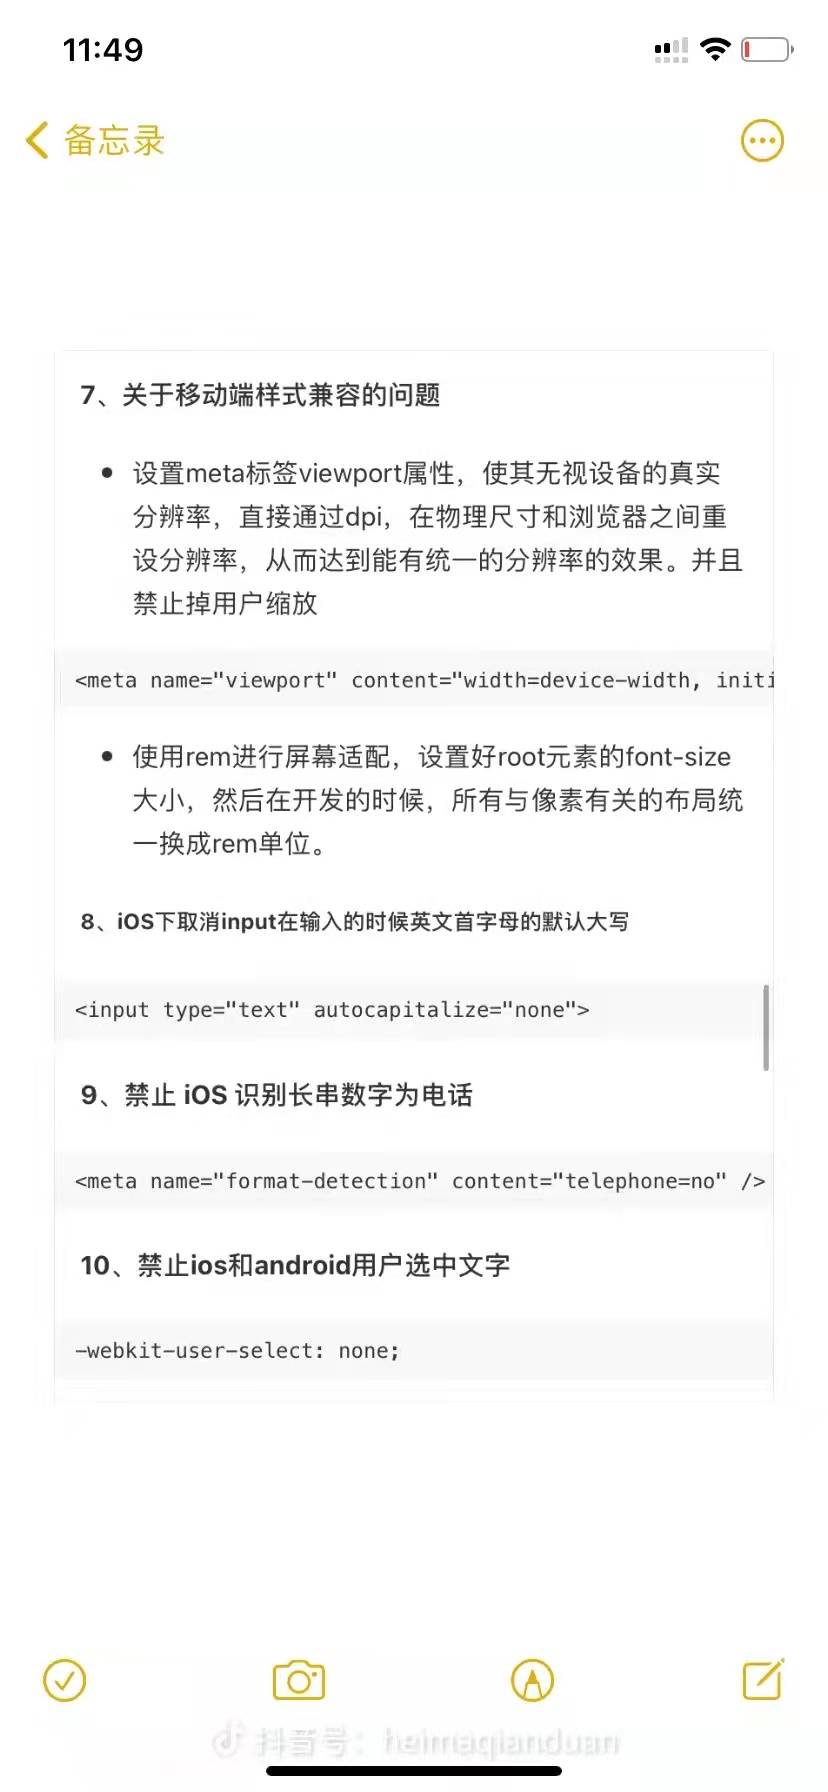 11:49
备忘录
7、关于移动端样式兼容的问题
设置meta标签viewport属性，使其无视设备的真实
分辨率，直接通过dpi，在物理尺寸和浏览器之间重
设分辨率，从而达到能有统一的分辨率的效果。并且
禁止掉用户缩放
<meta name="viewport" content="width=device-width, initi
使用rem进行屏幕适配，设置好root元素的font-size
大小，然后在开发的时候，所有与像素有关的布局统
一换成rem单位。
8、iOS下取消input在输入的时候英文首字母的默认大写
<input type="text" autocapitalize="none">
9、禁止 iOS 识别长串数字为电话
<meta name="format-detection" content="telephone=no" />
10、禁止ios和android用户选中文字
-webkit-user-select: none;
抖音号：heimaqianduan